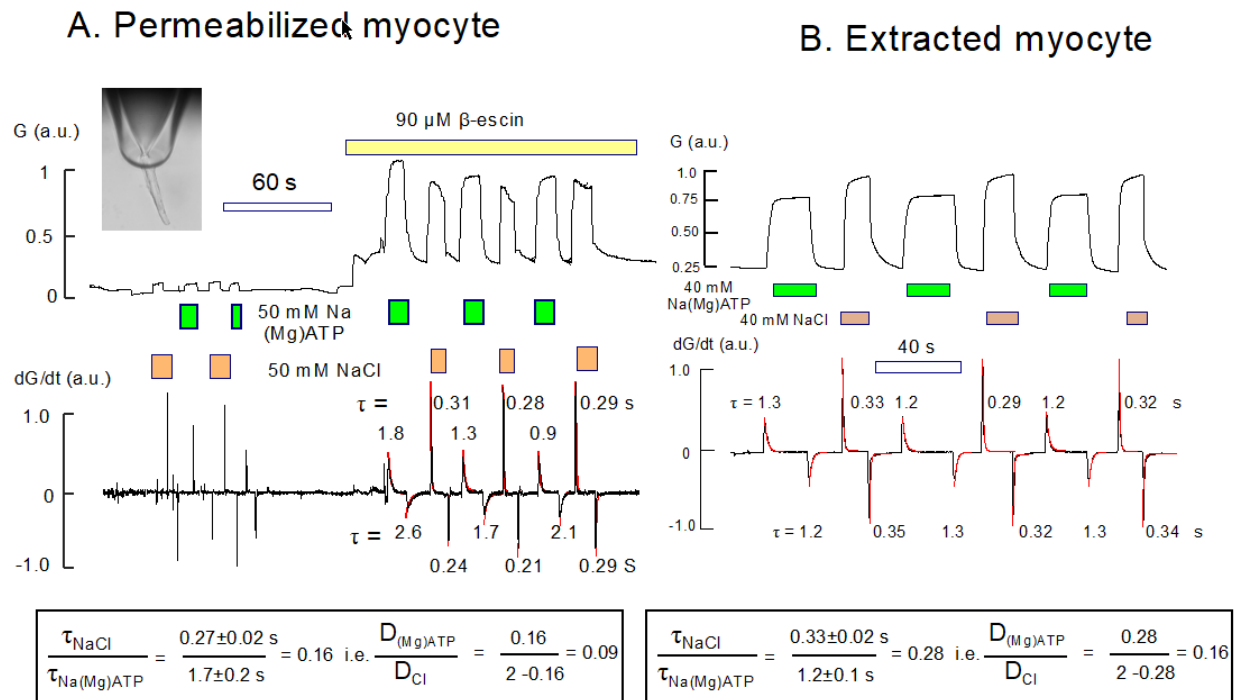 A. Permeabilized myocyte
B. Extracted myocyte
G (a.u.)
90 µM β-escin
60 s
1
0.5
0
50 mM Na
(Mg)ATP
50 mM NaCl
dG/dt (a.u.)
1.0
0
-1.0
τ = 0.31 0.28 0.29 s
1.8 1.3 0.9
τ = 2.6 1.7 2.1
0.24 0.21 0.29 S
τNaCl / τNa(Mg)ATP = 0.27±0.02 s / 1.7±0.2 s = 0.16 i.e. D(Mg)ATP / DCl = 0.16 / 2 -0.16 = 0.09
G (a.u.)
1.0
0.75
0.50
0.25
40 mM
Na(Mg)ATP
40 mM NaCl
dG/dt (a.u.)
40 s
1.0
0
-1.0
τ = 1.3 0.33 1.2 0.29 1.2 0.32 s
τ = 1.2 0.35 1.3 0.32 1.3 0.34 s
τNaCl / τNa(Mg)ATP = 0.33±0.02 s / 1.2±0.1 s = 0.28 i.e. D(Mg)ATP / DCl = 0.28 / 2 -0.28 = 0.16